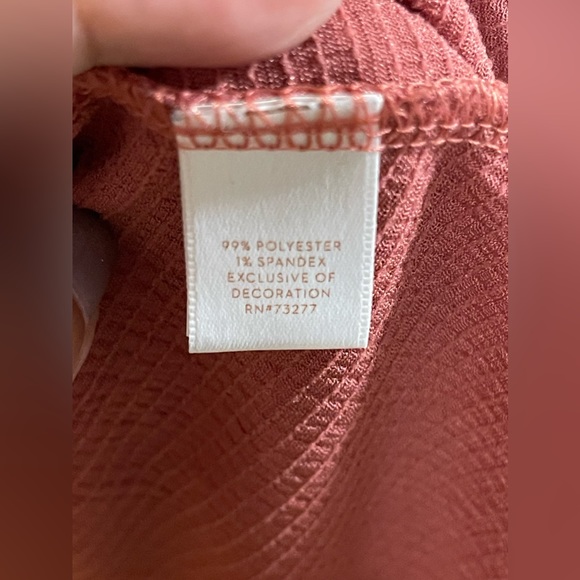 99% POLYESTER
1% SPANDEX
EXCLUSIVE OF
DECORATION
RN#73277